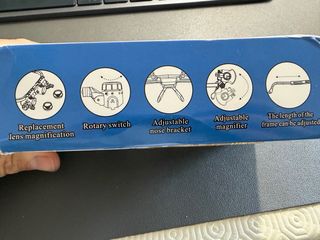 Replacement
lens magnification
Rotary switch
Adjustable
nose bracket
Adjustable
magnifier
The length of the
frame can be adjusted